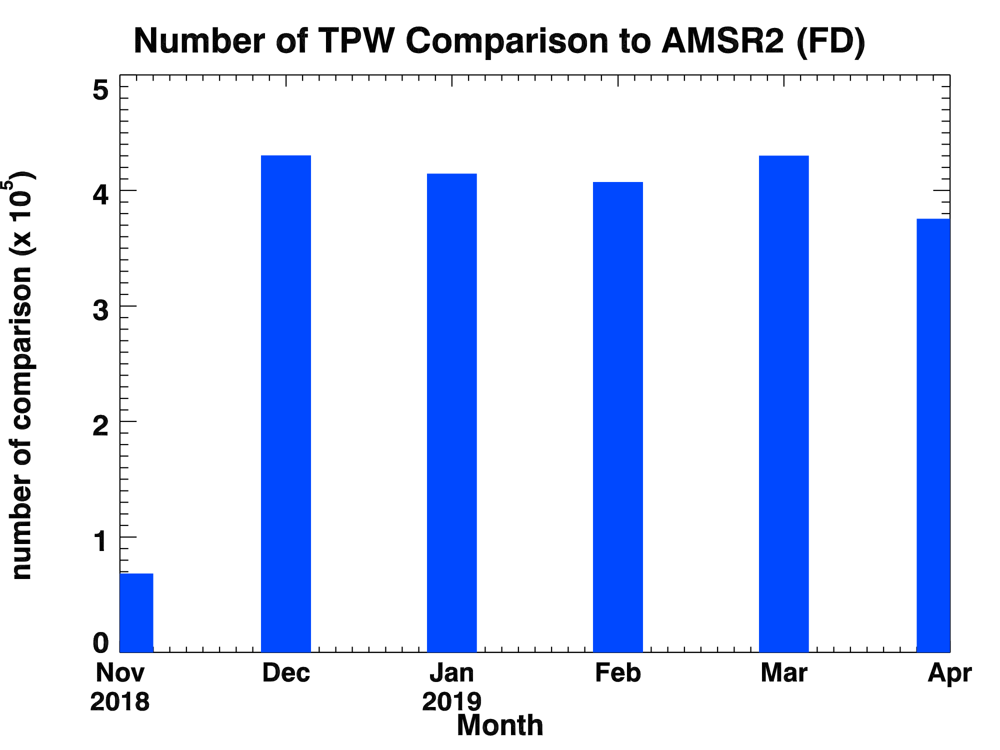 Number of TPW Comparison to AMSR2 (FD)
number of comparison (x 10⁵)
5
4
3
2
1
0
Nov Dec Jan Feb Mar Apr
2018 2019
Month